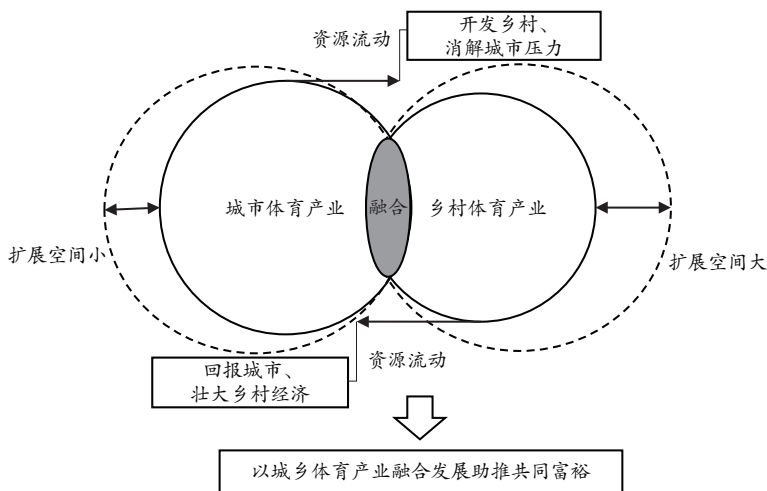 资源流动
开发乡村、
消解城市压力
城市体育产业
融合
乡村体育产业
扩展空间小
扩展空间大
回报城市、
壮大乡村经济
资源流动
以城乡体育产业融合发展助推共同富裕